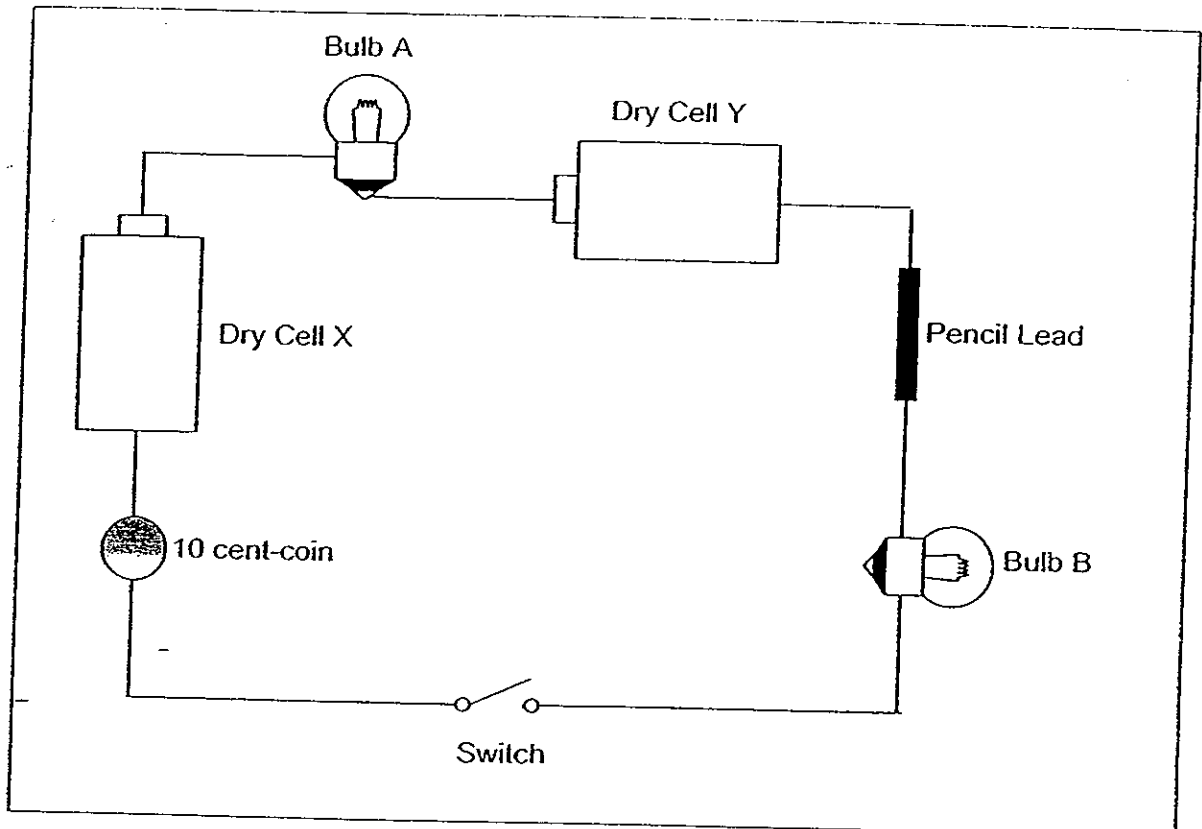 Bulb A
Dry Cell Y
Dry Cell X
Pencil Lead
10 cent-coin
Bulb B
Switch